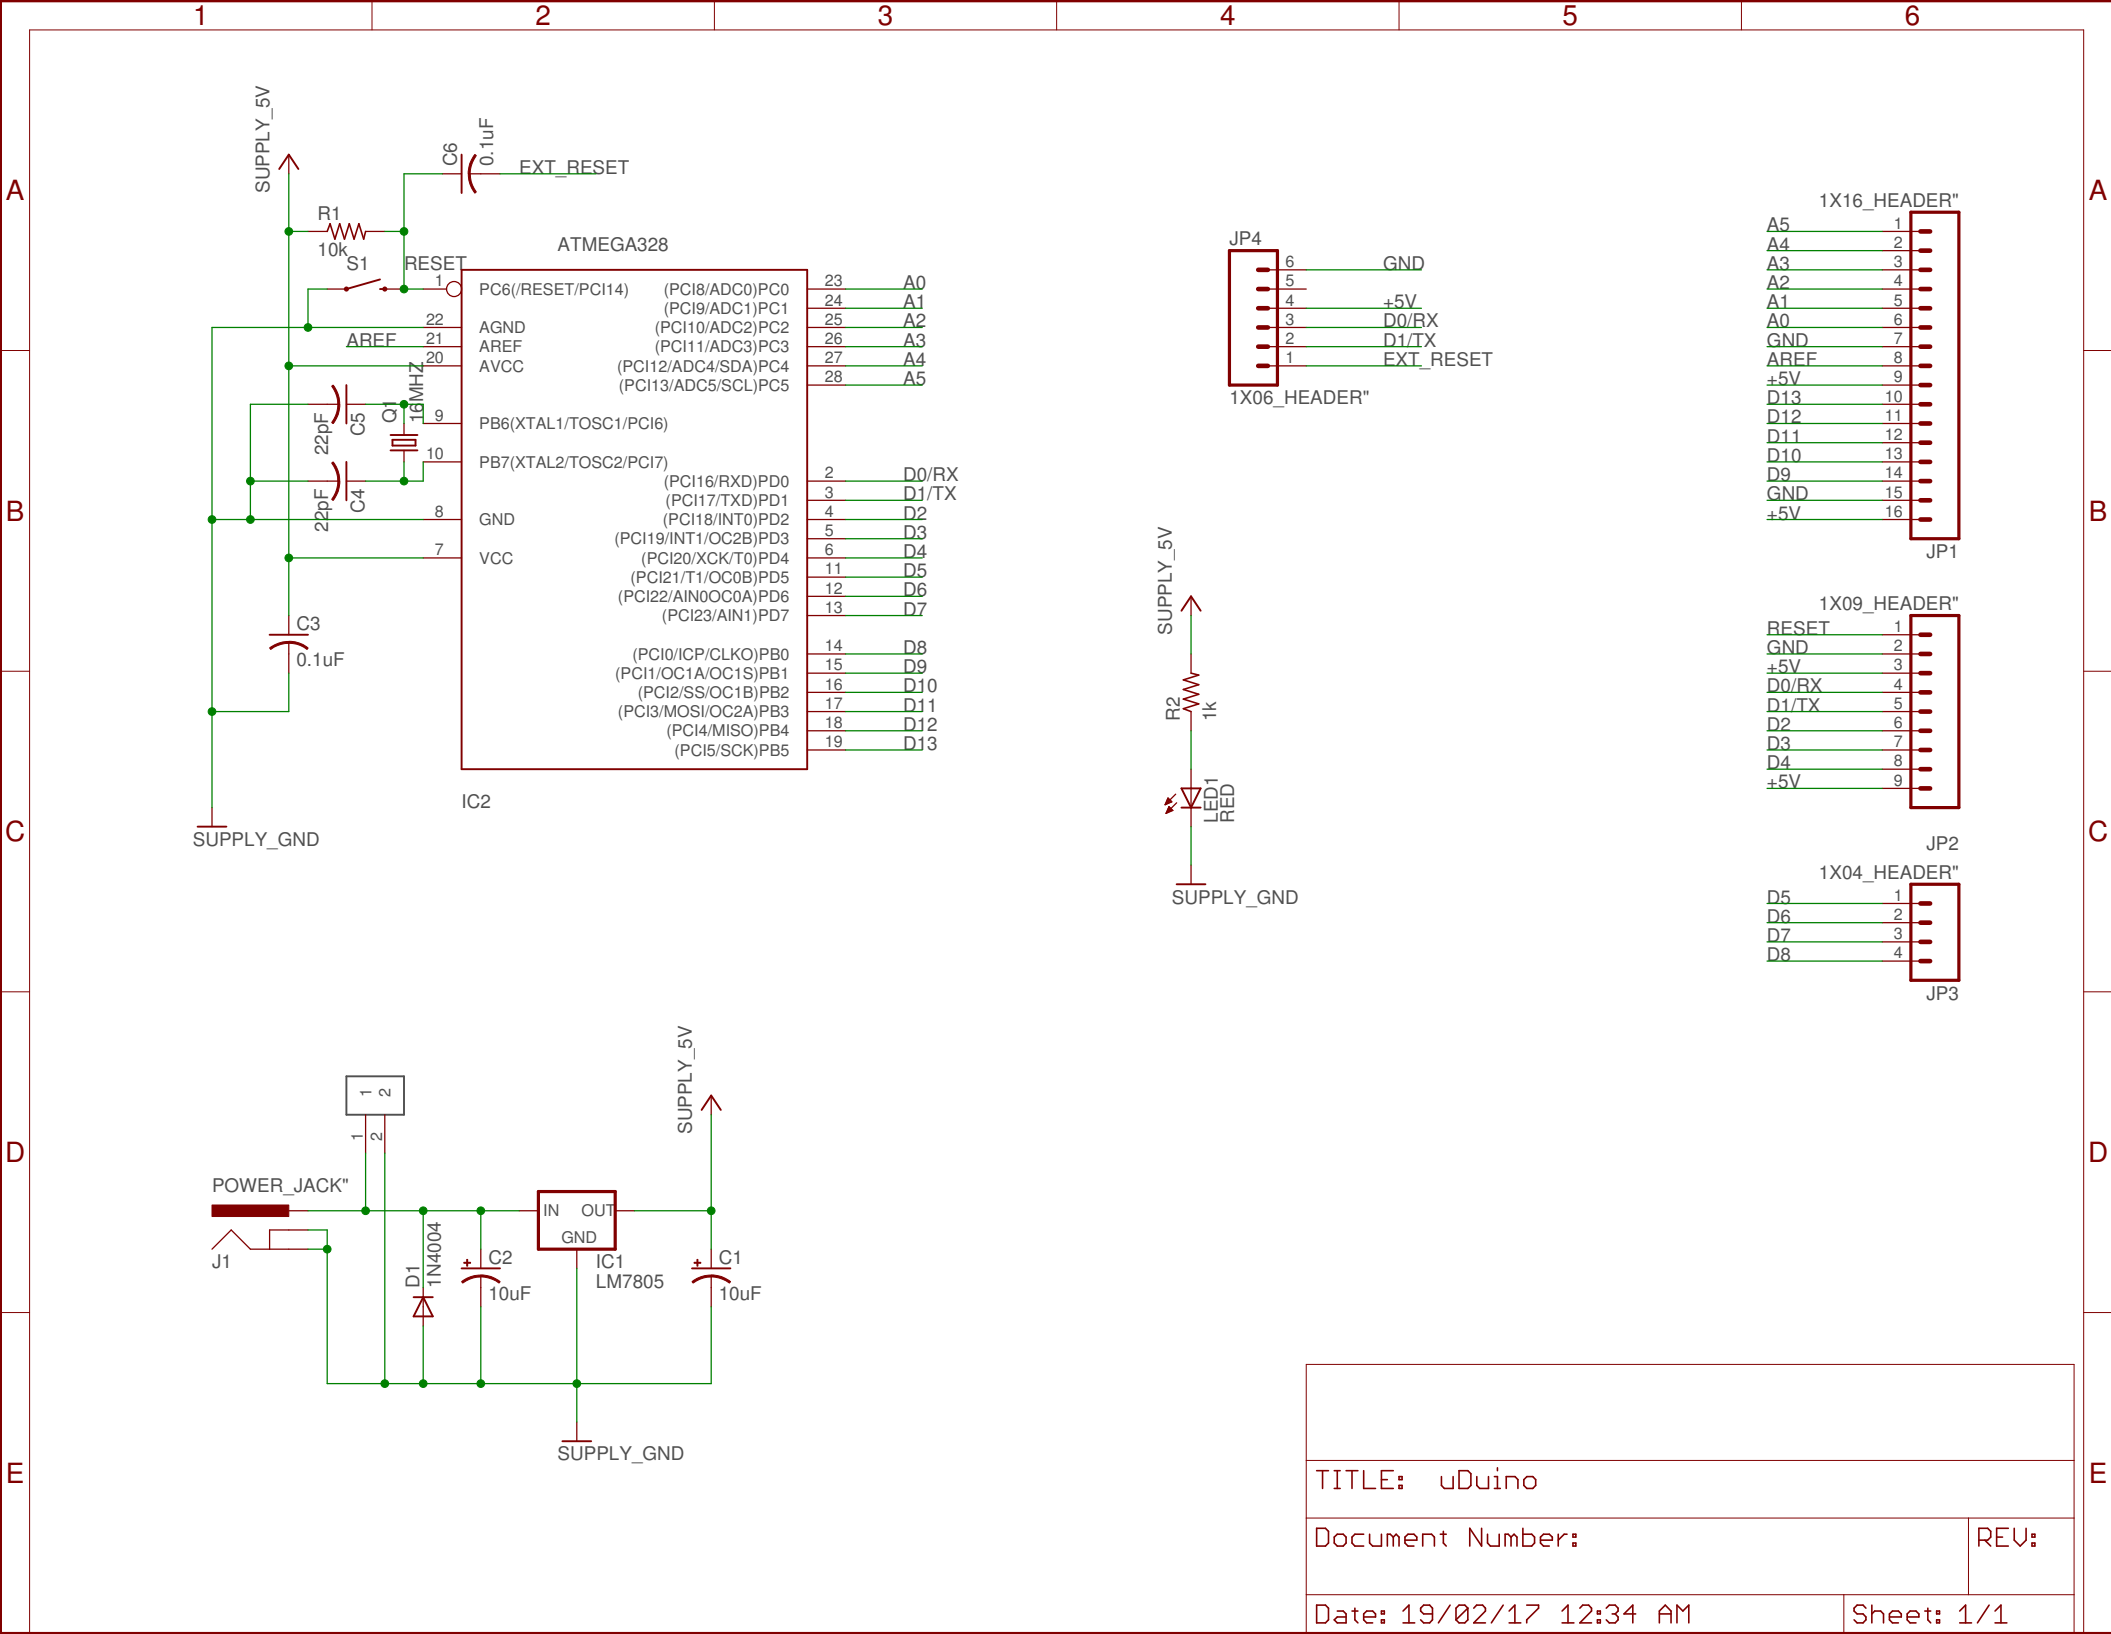 1 2 3 4 5 6
A A
B B
C C
D D
E E
SUPPLY_5V
C6
0.1uF
EXT_RESET
R1
10k
S1
RESET
ATMEGA328
1 PC6(/RESET/PCI14)
22 AGND
AREF 21 AREF
20 AVCC
22pF
C5
Q1
16MHZ
9 PB6(XTAL1/TOSC1/PCI6)
10 PB7(XTAL2/TOSC2/PCI7)
22pF
C4
8 GND
7 VCC
(PCI8/ADC0)PC0 23 A0
(PCI9/ADC1)PC1 24 A1
(PCI10/ADC2)PC2 25 A2
(PCI11/ADC3)PC3 26 A3
(PCI12/ADC4/SDA)PC4 27 A4
(PCI13/ADC5/SCL)PC5 28 A5
(PCI16/RXD)PD0 2 D0/RX
(PCI17/TXD)PD1 3 D1/TX
(PCI18/INT0)PD2 4 D2
(PCI19/INT1/OC2B)PD3 5 D3
(PCI20/XCK/T0)PD4 6 D4
(PCI21/T1/OC0B)PD5 11 D5
(PCI22/AIN0OC0A)PD6 12 D6
(PCI23/AIN1)PD7 13 D7
(PCI0/ICP/CLKO)PB0 14 D8
(PCI1/OC1A/OC1S)PB1 15 D9
(PCI2/SS/OC1B)PB2 16 D10
(PCI3/MOSI/OC2A)PB3 17 D11
(PCI4/MISO)PB4 18 D12
(PCI5/SCK)PB5 19 D13
IC2
C3
0.1uF
SUPPLY_GND
JP4
6 GND
5
4 +5V
3 D0/RX
2 D1/TX
1 EXT_RESET
1X06_HEADER"
SUPPLY_5V
R2
1k
LED1
RED
SUPPLY_GND
1X16_HEADER"
A5 1
A4 2
A3 3
A2 4
A1 5
A0 6
GND 7
AREF 8
+5V 9
D13 10
D12 11
D11 12
D10 13
D9 14
GND 15
+5V 16
JP1
1X09_HEADER"
RESET 1
GND 2
+5V 3
D0/RX 4
D1/TX 5
D2 6
D3 7
D4 8
+5V 9
JP2
1X04_HEADER"
D5 1
D6 2
D7 3
D8 4
JP3
1 2
1 2
POWER_JACK"
J1
D1
1N4004
C2
10uF
IN OUT
GND
IC1
LM7805
SUPPLY_5V
C1
10uF
SUPPLY_GND
TITLE: uDuino
Document Number:
REV:
Date: 19/02/17 12:34 AM
Sheet: 1/1
1 2 3 4 5 6